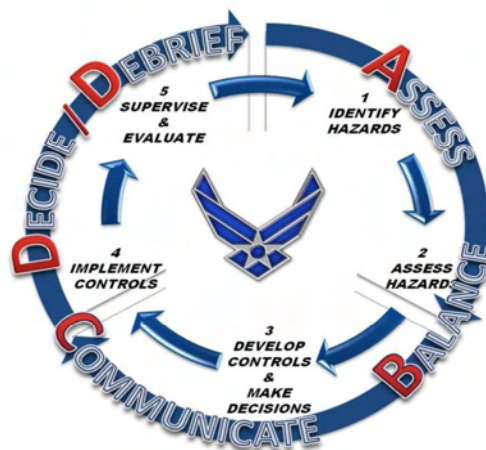 ASSESS
BALANCE
COMMUNICATE
DECIDE / DEBRIEF
1
IDENTIFY
HAZARDS
2
ASSESS
HAZARDS
3
DEVELOP
CONTROLS
&
MAKE
DECISIONS
4
IMPLEMENT
CONTROLS
5
SUPERVISE
&
EVALUATE